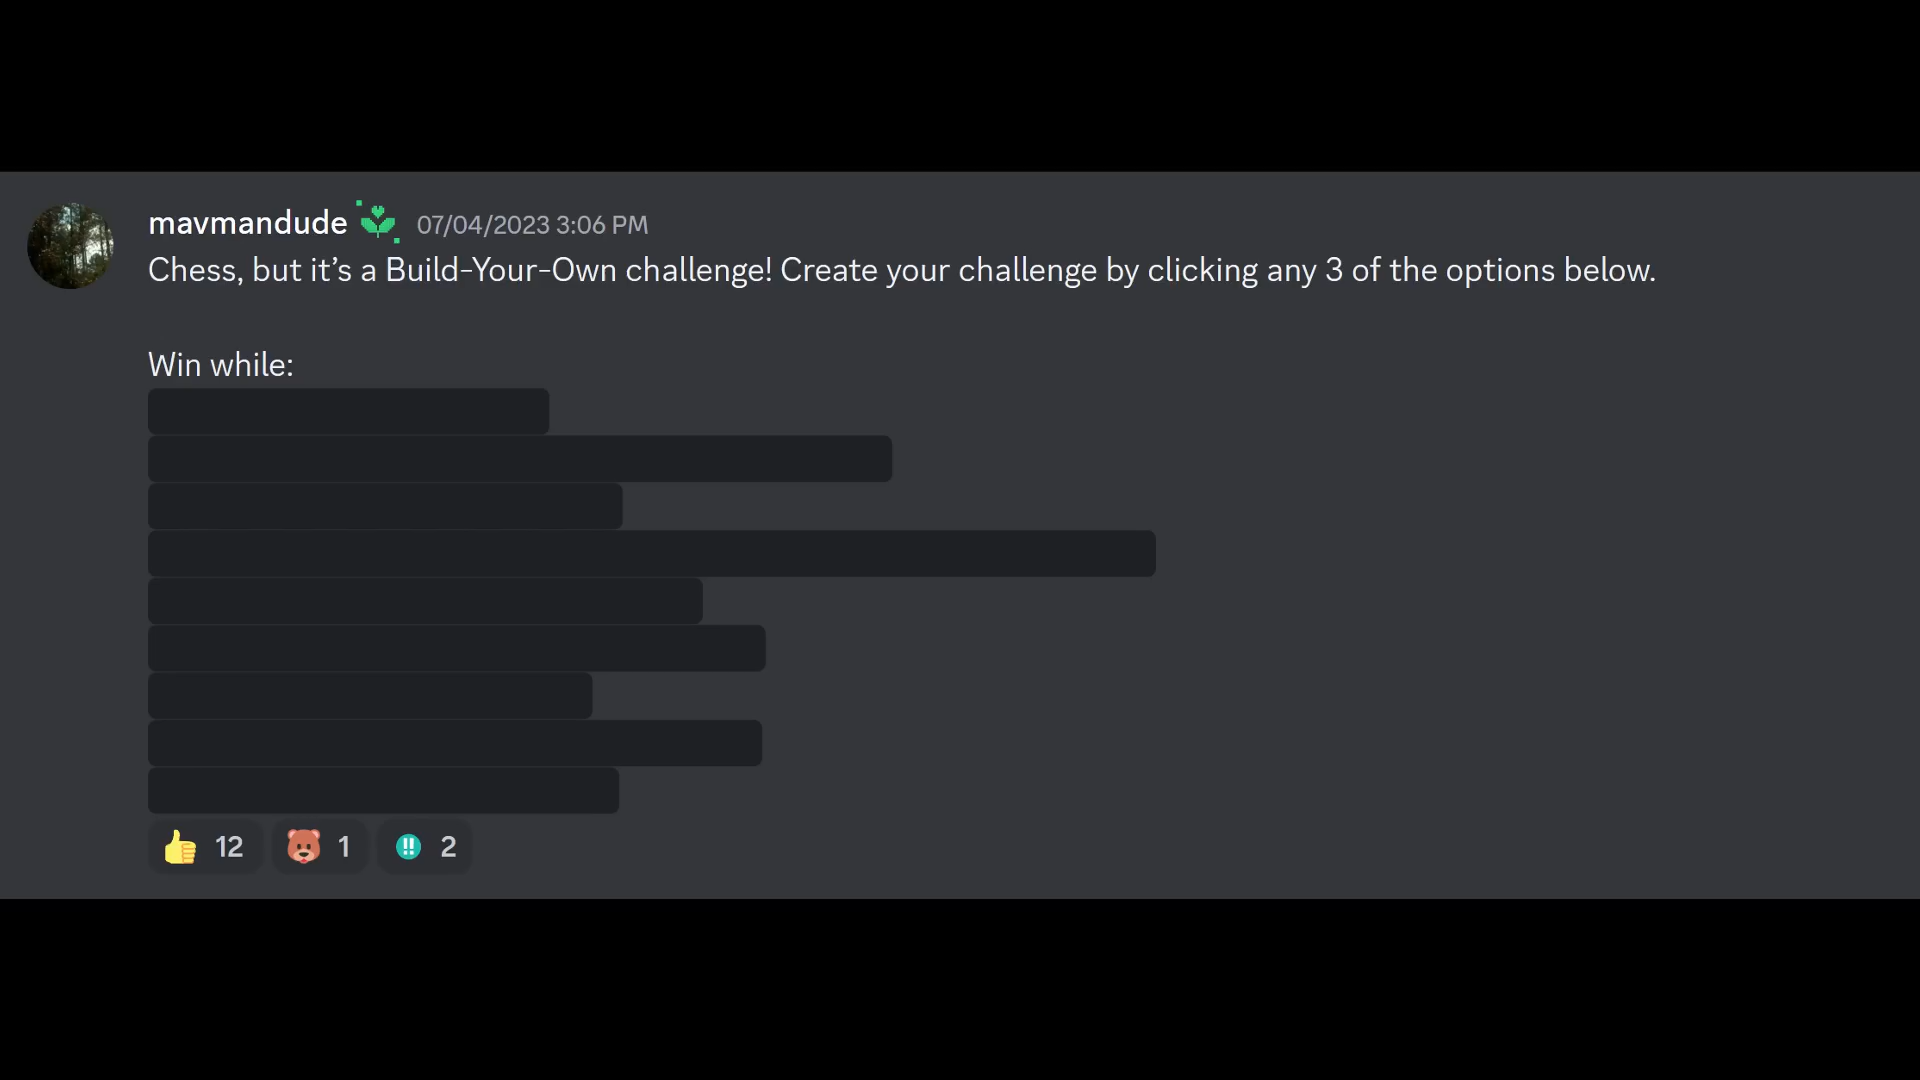 mavmandude 07/04/2023 3:06 PM
Chess, but it’s a Build-Your-Own challenge! Create your challenge by clicking any 3 of the options below.
Win while:
12 1 !! 2